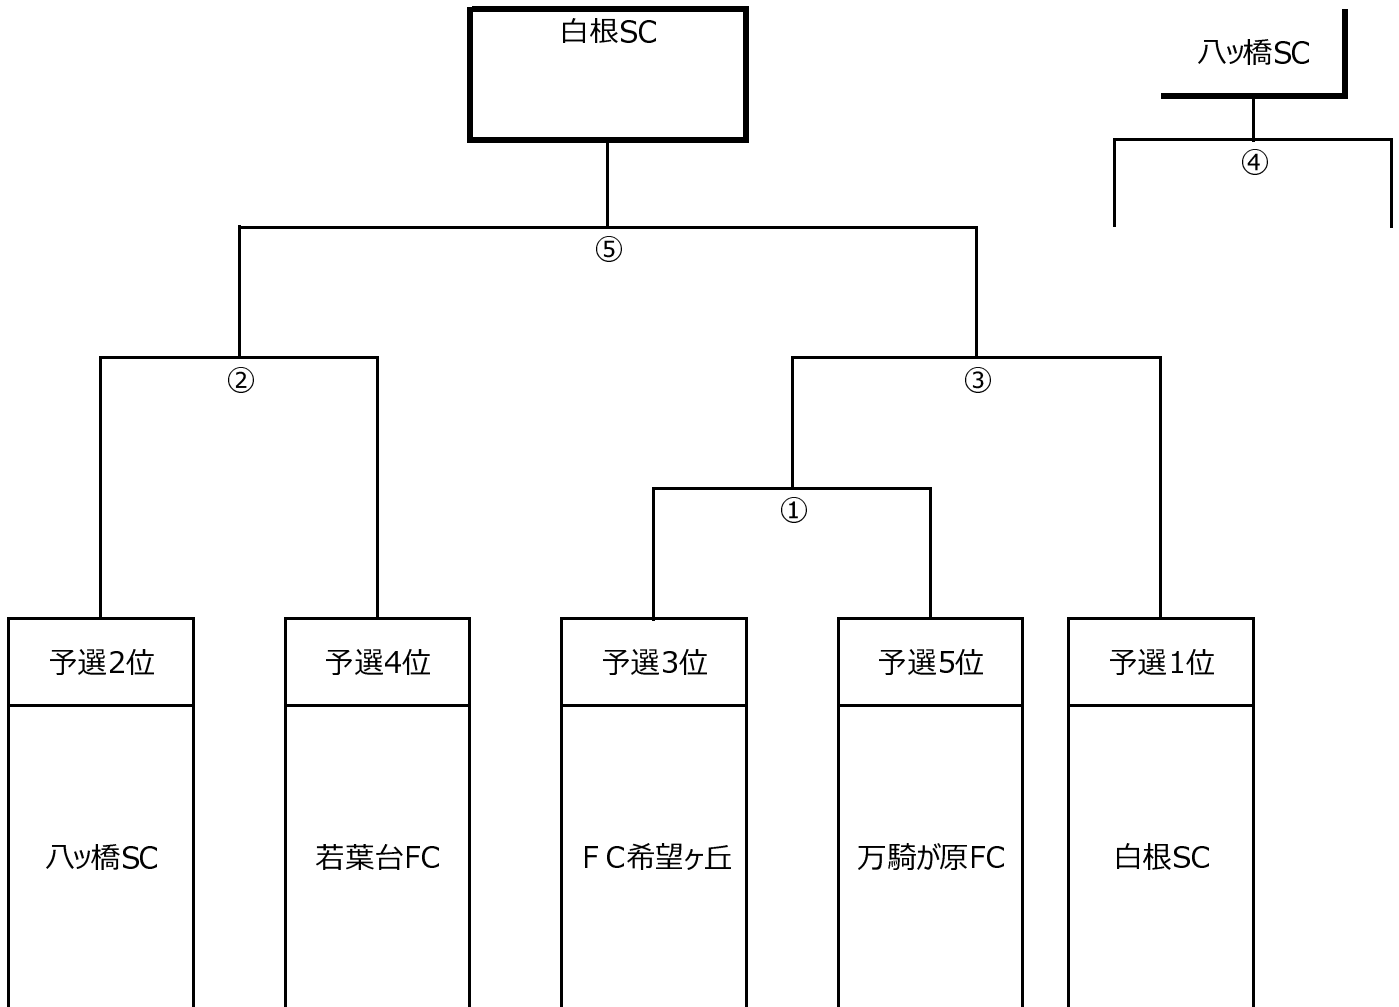 白根SC
八ッ橋SC
④
⑤
②
③
①
予選2位
予選4位
予選3位
予選5位
予選1位
八ッ橋SC
若葉台FC
ＦＣ希望ヶ丘
万騎が原FC
白根SC